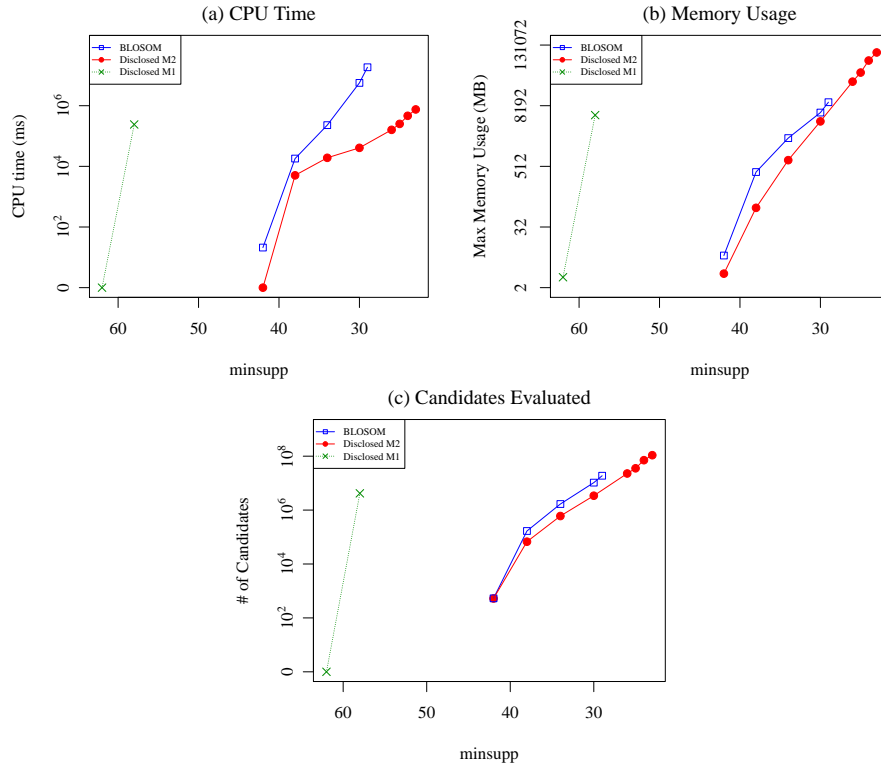 (a) CPU Time
BLOSOM
Disclosed M2
Disclosed M1
CPU time (ms)
10^6
10^4
10^2
0
60 50 40 30
minsupp
(b) Memory Usage
BLOSOM
Disclosed M2
Disclosed M1
Max Memory Usage (MB)
131072
8192
512
32
2
60 50 40 30
minsupp
(c) Candidates Evaluated
BLOSOM
Disclosed M2
Disclosed M1
# of Candidates
10^8
10^6
10^4
10^2
0
60 50 40 30
minsupp